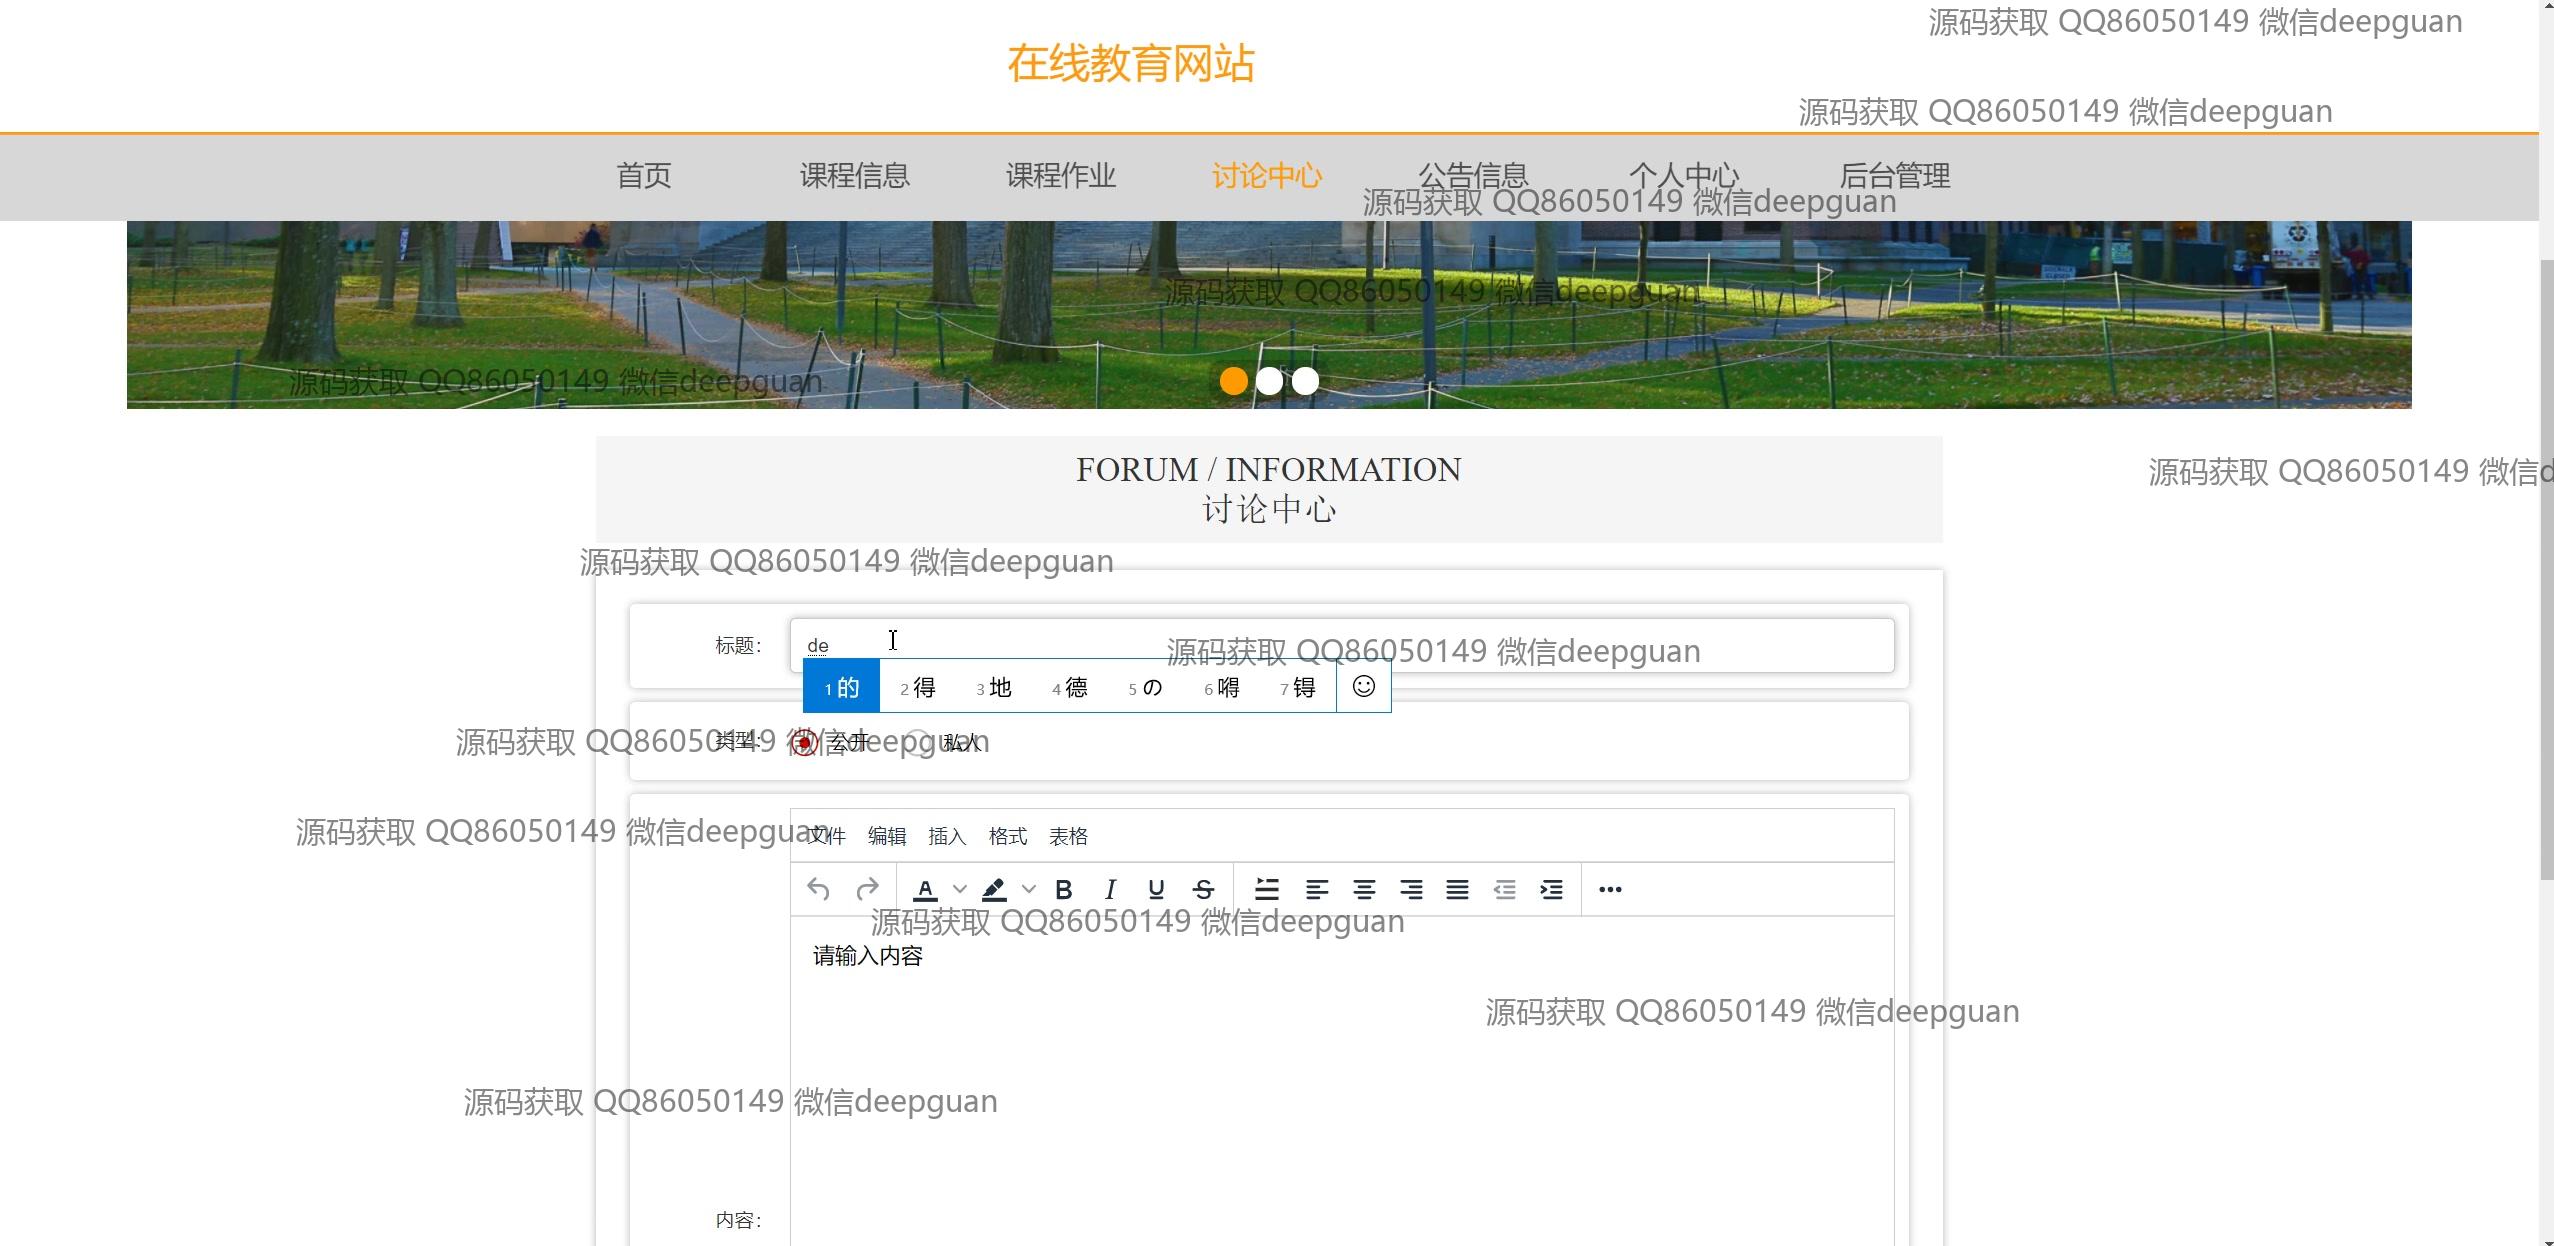 源码获取 QQ86050149 微信deepguan
在线教育网站
源码获取 QQ86050149 微信deepguan
首页 课程信息 课程作业 讨论中心 公告信息 个人中心 后台管理
源码获取 QQ86050149 微信deepguan
源码获取 QQ86050149 微信deepguan
源码获取 QQ86050149 微信deepguan
FORUM / INFORMATION
源码获取 QQ86050149 微信d
讨论中心
源码获取 QQ86050149 微信deepguan
标题： de
源码获取 QQ86050149 微信deepguan
1 的 2 得 3 地 4 德 5 の 6 嘚 7 锝
类型： 公开 私人
源码获取 QQ86050149 微信deepguan
源码获取 QQ86050149 微信deepguan
文件 编辑 插入 格式 表格
A B I U S
源码获取 QQ86050149 微信deepguan
请输入内容
源码获取 QQ86050149 微信deepguan
源码获取 QQ86050149 微信deepguan
内容：